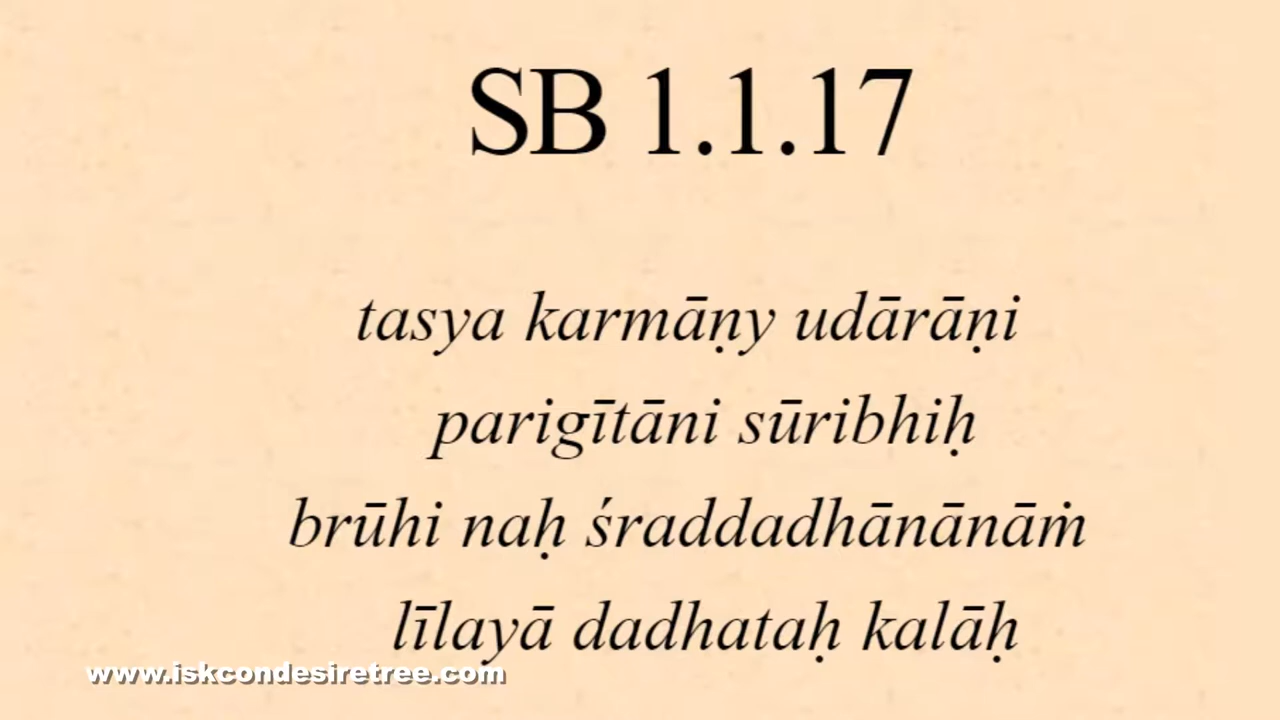 SB 1.1.17
tasya karmāṇy udārāṇi
parigītāni sūribhiḥ
brūhi naḥ śraddadhānānāṁ
līlayā dadhataḥ kalāḥ
www.iskcondesiretree.com